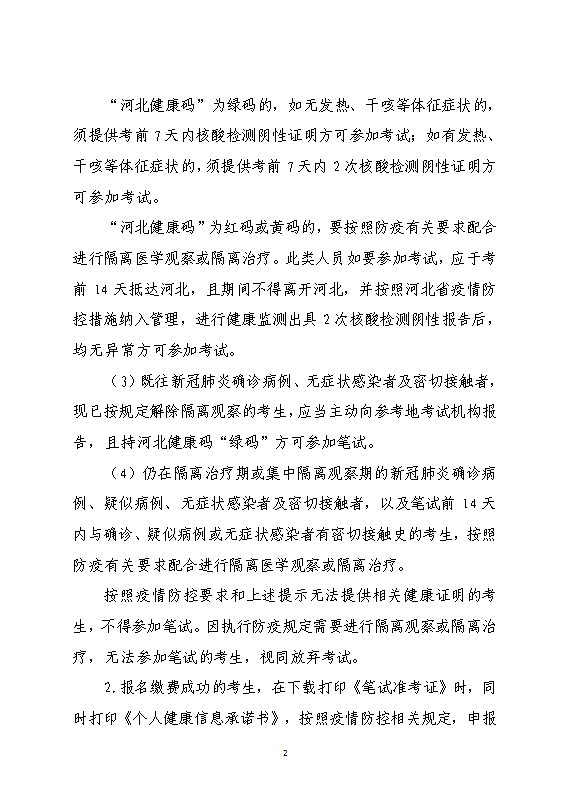 “河北健康码”为绿码的，如无发热、干咳等体征症状的，
须提供考前7天内核酸检测阴性证明方可参加考试；如有发热、
干咳等体征症状的，须提供考前7天内2次核酸检测阴性证明方
可参加考试。
“河北健康码”为红码或黄码的，要按照防疫有关要求配合
进行隔离医学观察或隔离治疗。此类人员如要参加考试，应于考
前14天抵达河北，且期间不得离开河北，并按照河北省疫情防
控措施纳入管理，进行健康监测出具2次核酸检测阴性报告后，
均无异常方可参加考试。
（3）既往新冠肺炎确诊病例、无症状感染者及密切接触者，
现已按规定解除隔离观察的考生，应当主动向参考地考试机构报
告，且持河北健康码“绿码”方可参加笔试。
（4）仍在隔离治疗期或集中隔离观察期的新冠肺炎确诊病
例、疑似病例、无症状感染者及密切接触者，以及笔试前14天
内与确诊、疑似病例或无症状感染者有密切接触史的考生，按照
防疫有关要求配合进行隔离医学观察或隔离治疗。
按照疫情防控要求和上述提示无法提供相关健康证明的考
生，不得参加笔试。因执行防疫规定需要进行隔离观察或隔离治
疗，无法参加笔试的考生，视同放弃考试。
2.报名缴费成功的考生，在下载打印《笔试准考证》时，同
时打印《个人健康信息承诺书》，按照疫情防控相关规定，申报
2